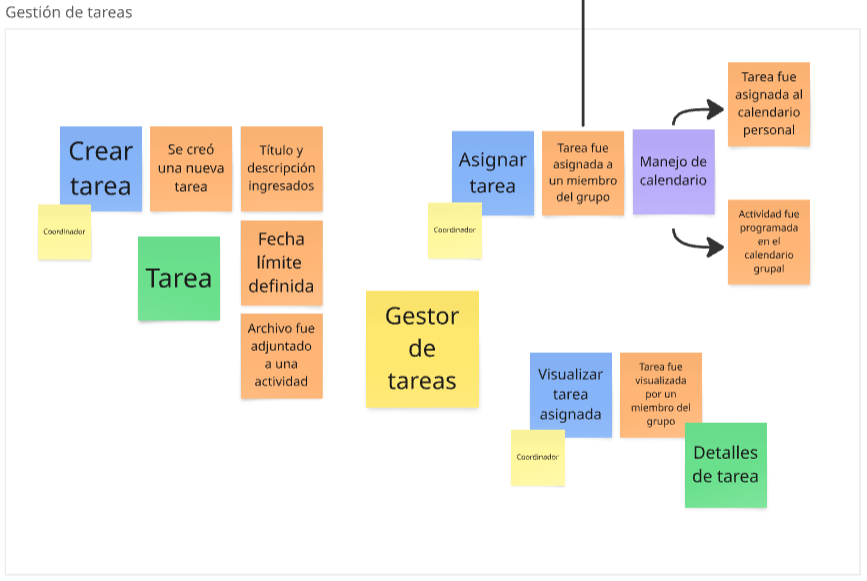 Gestión de tareas
Crear
tarea
Coordinador
Se creó
una nueva
tarea
Título y
descripción
ingresados
Tarea
Fecha
límite
definida
Archivo fue
adjuntado
a una
actividad
Gestor
de
tareas
Asignar
tarea
Coordinador
Tarea fue
asignada a
un miembro
del grupo
Manejo de
calendario
Tarea fue
asignada al
calendario
personal
Actividad fue
programada
en el
calendario
grupal
Visualizar
tarea
asignada
Coordinador
Tarea fue
visualizada
por un
miembro del
grupo
Detalles
de tarea